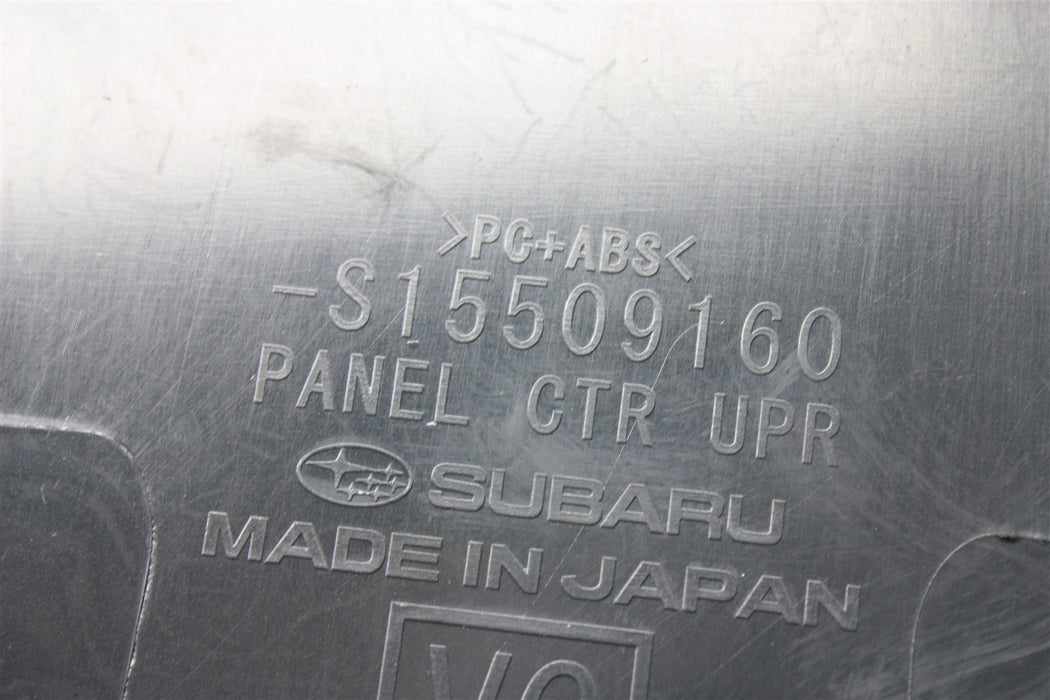 >PC+ABS<
-S15509160
PANEL CTR UPR
SUBARU
MADE IN JAPAN